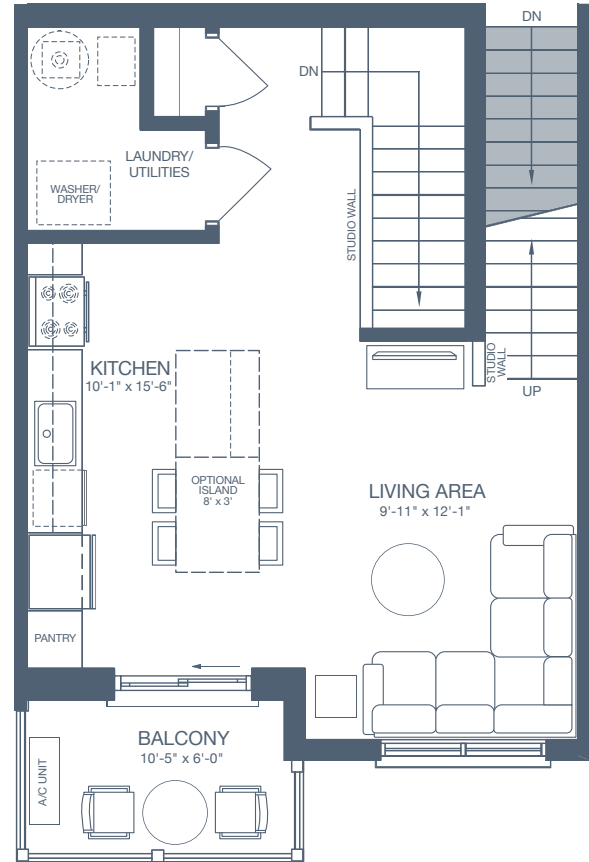 DN
DN
LAUNDRY/
UTILITIES
WASHER/
DRYER
STUDIO WALL
STUDIO
WALL
UP
KITCHEN
10'-1" x 15'-6"
OPTIONAL
ISLAND
8' x 3'
LIVING AREA
9'-11" x 12'-1"
PANTRY
BALCONY
10'-5" x 6'-0"
A/C UNIT